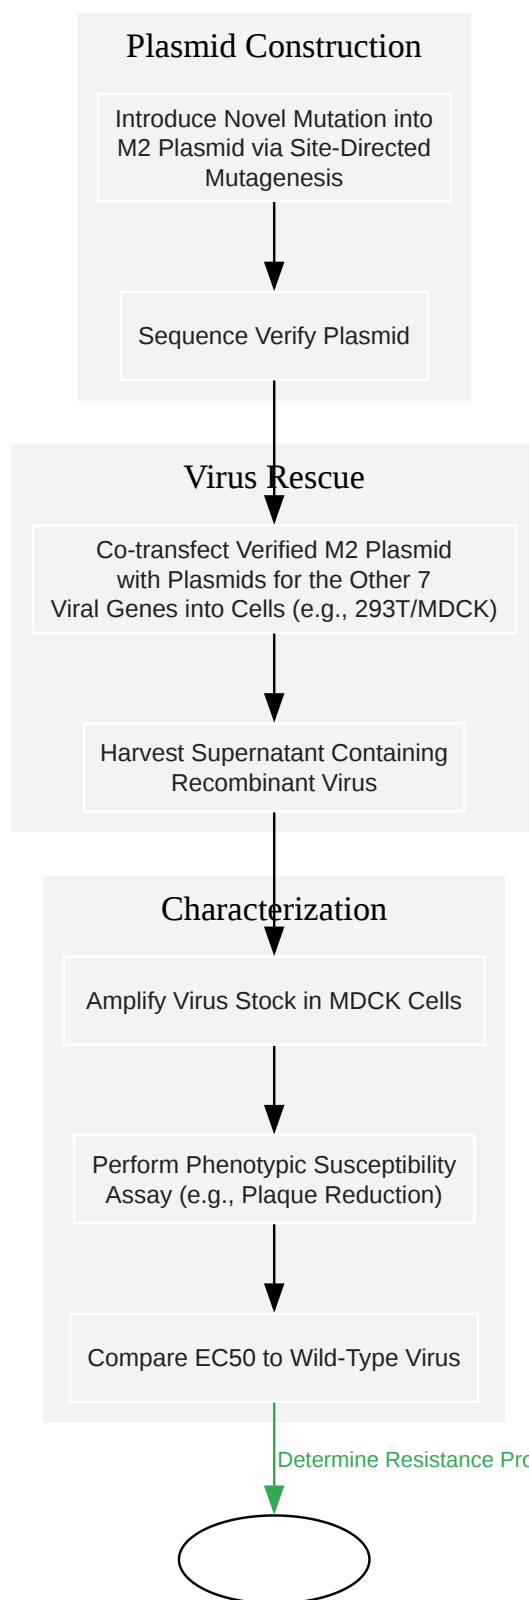 Plasmid Construction
Introduce Novel Mutation into
M2 Plasmid via Site-Directed
Mutagenesis
Sequence Verify Plasmid
Virus Rescue
Co-transfect Verified M2 Plasmid
with Plasmids for the Other 7
Viral Genes into Cells (e.g., 293T/MDCK)
Harvest Supernatant Containing
Recombinant Virus
Characterization
Amplify Virus Stock in MDCK Cells
Perform Phenotypic Susceptibility
Assay (e.g., Plaque Reduction)
Compare EC50 to Wild-Type Virus
Determine Resistance